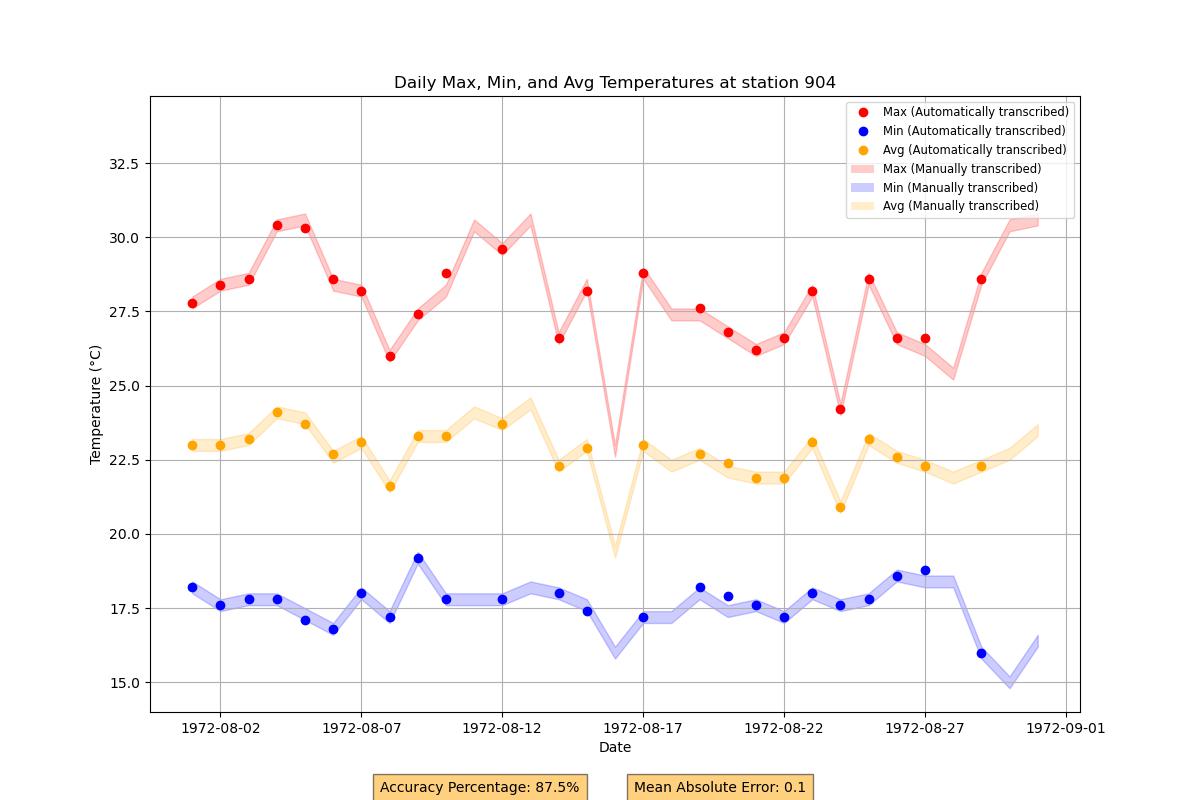 Daily Max, Min, and Avg Temperatures at station 904
Max (Automatically transcribed)
Min (Automatically transcribed)
Avg (Automatically transcribed)
Max (Manually transcribed)
Min (Manually transcribed)
Avg (Manually transcribed)
Temperature (°C)
32.5
30.0
27.5
25.0
22.5
20.0
17.5
15.0
1972-08-02 1972-08-07 1972-08-12 1972-08-17 1972-08-22 1972-08-27 1972-09-01
Date
Accuracy Percentage: 87.5% Mean Absolute Error: 0.1